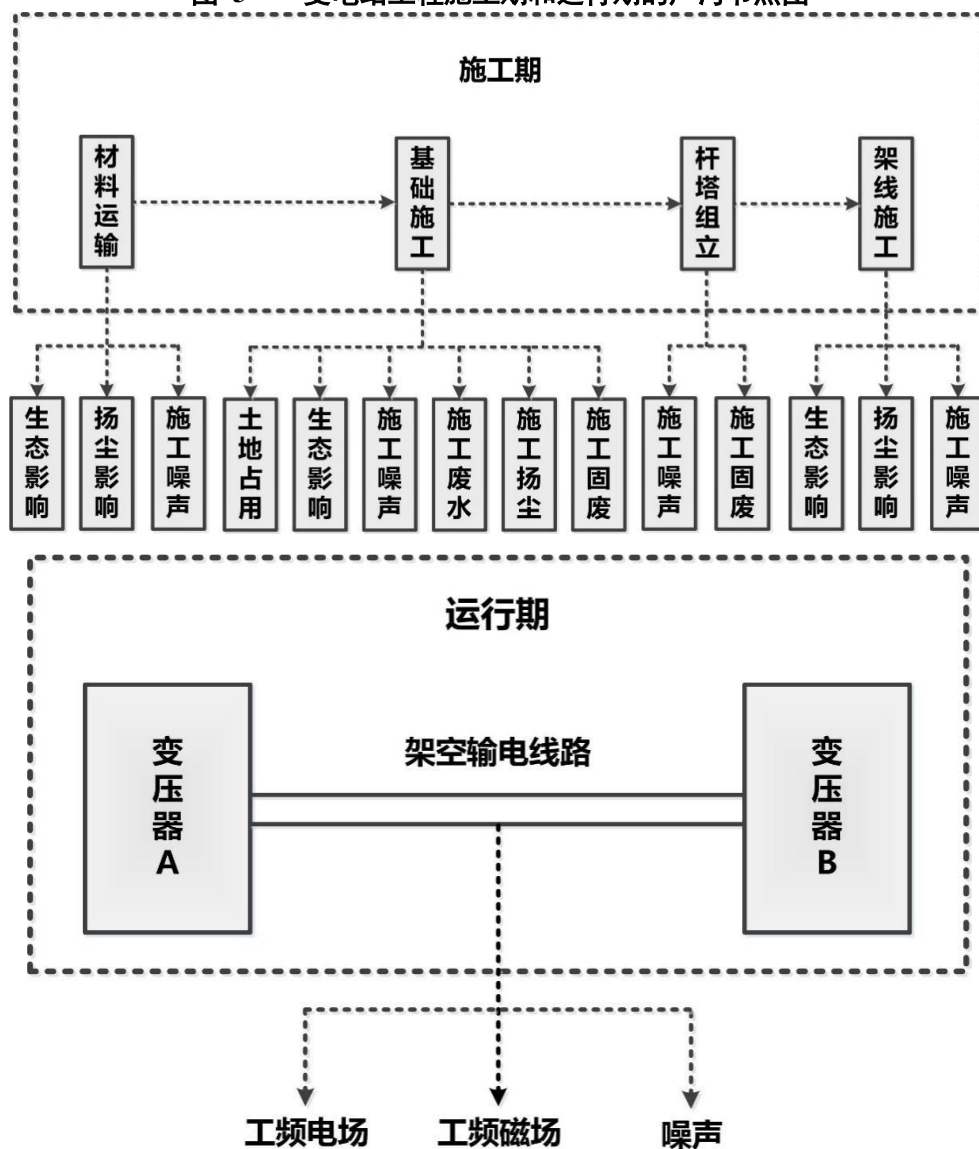 施工期
材料运输
基础施工
杆塔组立
架线施工
生态影响
扬尘影响
施工噪声
土地占用
生态影响
施工噪声
施工废水
施工扬尘
施工固废
施工噪声
施工固废
生态影响
扬尘影响
施工噪声
运行期
变压器A
架空输电线路
变压器B
工频电场
工频磁场
噪声